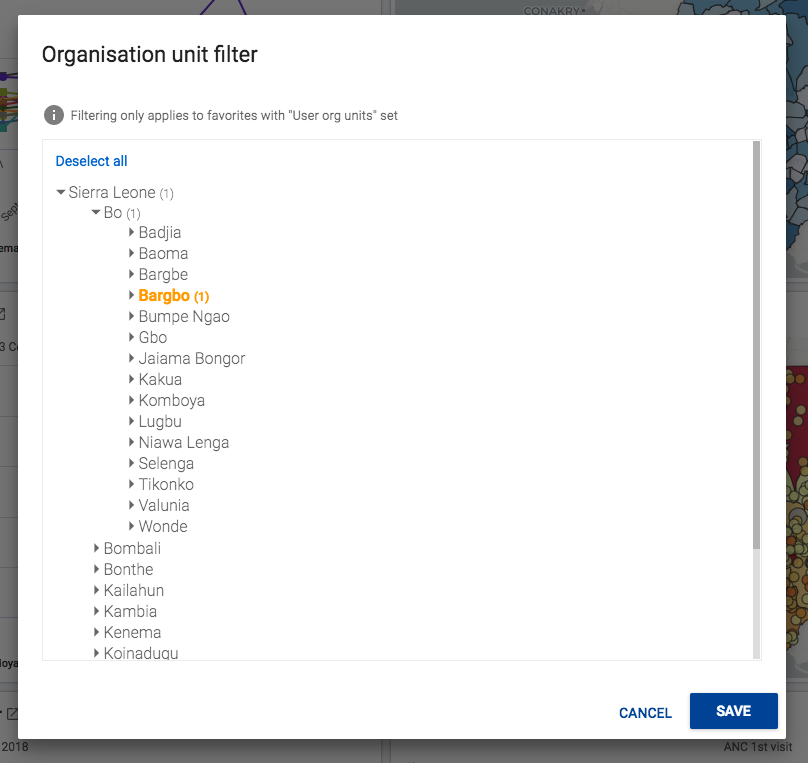 CONAKRY
Organisation unit filter
Filtering only applies to favorites with "User org units" set
Deselect all
Sierra Leone (1)
Bo (1)
Badjia
Baoma
Bargbe
Bargbo (1)
Bumpe Ngao
Gbo
Jaiama Bongor
Kakua
Komboya
Lugbu
Niawa Lenga
Selenga
Tikonko
Valunia
Wonde
Bombali
Bonthe
Kailahun
Kambia
Kenema
Koinadugu
CANCEL
SAVE
2018
ANC 1st visit